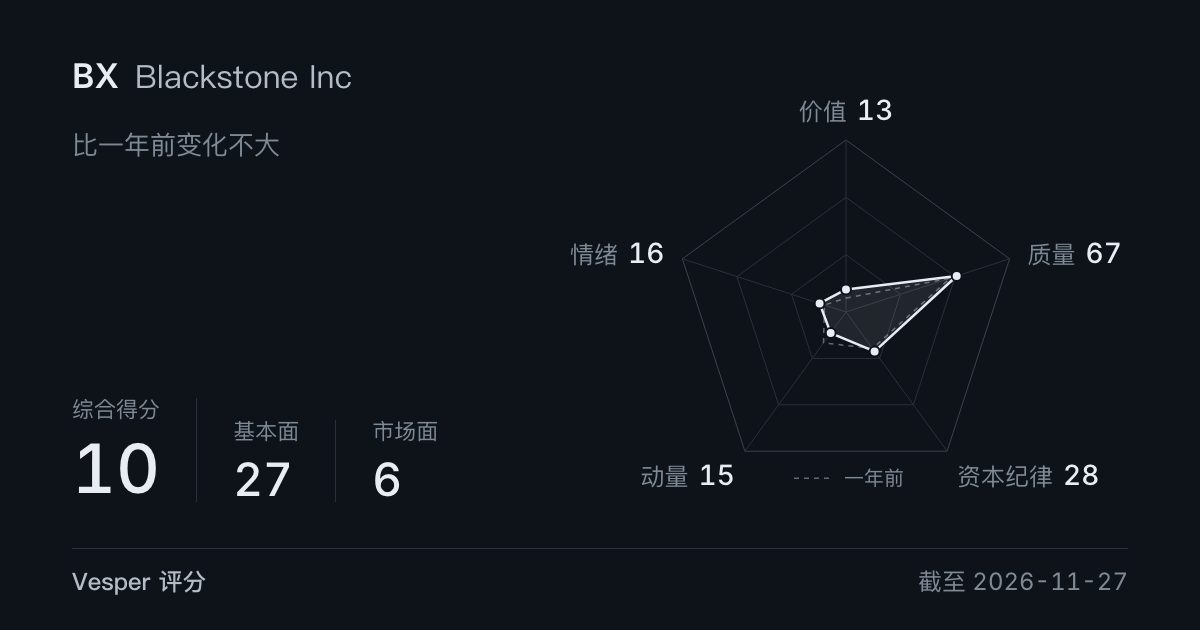 BX Blackstone Inc
比一年前变化不大
价值 13
情绪 16
质量 67
动量 15
一年前
资本纪律 28
综合得分
10
基本面
27
市场面
6
Vesper 评分
截至 2026-11-27